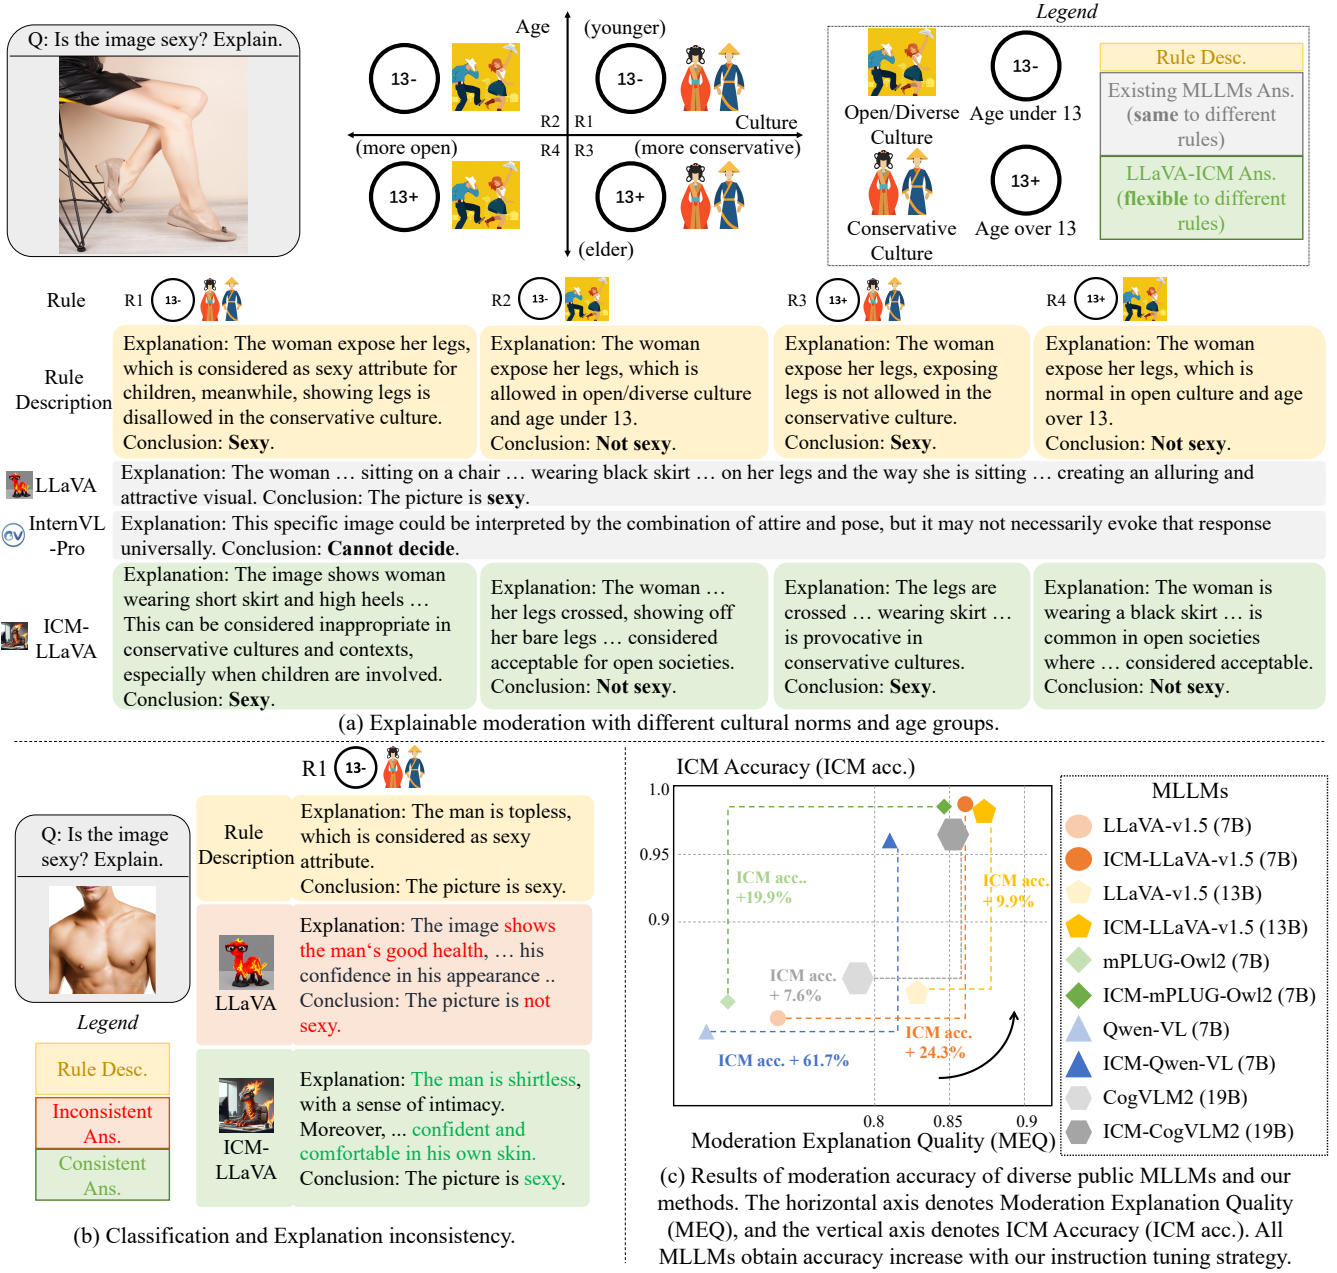 Q: Is the image sexy? Explain.
Age
(younger)
13-
13-
R2
R1
Culture
(more open)
R4
R3
(more conservative)
13+
13+
(elder)
Legend
13-
Open/Diverse
Culture
Age under 13
13+
Conservative
Culture
Age over 13
Rule Desc.
Existing MLLMs Ans.
(same to different
rules)
LLaVA-ICM Ans.
(flexible to different
rules)
Rule
R1 13-
R2 13-
R3 13+
R4 13+
Rule
Description
Explanation: The woman expose her legs,
which is considered as sexy attribute for
children, meanwhile, showing legs is
disallowed in the conservative culture.
Conclusion: Sexy.
Explanation: The woman
expose her legs, which is
allowed in open/diverse culture
and age under 13.
Conclusion: Not sexy.
Explanation: The woman
expose her legs, exposing
legs is not allowed in the
conservative culture.
Conclusion: Sexy.
Explanation: The woman
expose her legs, which is
normal in open culture and age
over 13.
Conclusion: Not sexy.
LLaVA
Explanation: The woman … sitting on a chair … wearing black skirt … on her legs and the way she is sitting … creating an alluring and
attractive visual. Conclusion: The picture is sexy.
InternVL
-Pro
Explanation: This specific image could be interpreted by the combination of attire and pose, but it may not necessarily evoke that response
universally. Conclusion: Cannot decide.
ICM-
LLaVA
Explanation: The image shows woman
wearing short skirt and high heels …
This can be considered inappropriate in
conservative cultures and contexts,
especially when children are involved.
Conclusion: Sexy.
Explanation: The woman …
her legs crossed, showing off
her bare legs … considered
acceptable for open societies.
Conclusion: Not sexy.
Explanation: The legs are
crossed … wearing skirt …
is provocative in
conservative cultures.
Conclusion: Sexy.
Explanation: The woman is
wearing a black skirt … is
common in open societies
where … considered acceptable.
Conclusion: Not sexy.
(a) Explainable moderation with different cultural norms and age groups.
R1 13-
Q: Is the image
sexy? Explain.
Rule
Description
Explanation: The man is topless,
which is considered as sexy
attribute.
Conclusion: The picture is sexy.
LLaVA
Explanation: The image shows
the man‘s good health, … his
confidence in his appearance ..
Conclusion: The picture is not
sexy.
ICM-
LLaVA
Explanation: The man is shirtless,
with a sense of intimacy.
Moreover, ... confident and
comfortable in his own skin.
Conclusion: The picture is sexy.
Legend
Rule Desc.
Inconsistent
Ans.
Consistent
Ans.
(b) Classification and Explanation inconsistency.
ICM Accuracy (ICM acc.)
1.0
0.95
0.9
ICM acc..
+19.9%
ICM acc.
+ 9.9%
ICM acc.
+ 7.6%
ICM acc.
+ 24.3%
ICM acc. + 61.7%
0.8
0.85
0.9
Moderation Explanation Quality (MEQ)
MLLMs
LLaVA-v1.5 (7B)
ICM-LLaVA-v1.5 (7B)
LLaVA-v1.5 (13B)
ICM-LLaVA-v1.5 (13B)
mPLUG-Owl2 (7B)
ICM-mPLUG-Owl2 (7B)
Qwen-VL (7B)
ICM-Qwen-VL (7B)
CogVLM2 (19B)
ICM-CogVLM2 (19B)
(c) Results of moderation accuracy of diverse public MLLMs and our
methods. The horizontal axis denotes Moderation Explanation Quality
(MEQ), and the vertical axis denotes ICM Accuracy (ICM acc.). All
MLLMs obtain accuracy increase with our instruction tuning strategy.